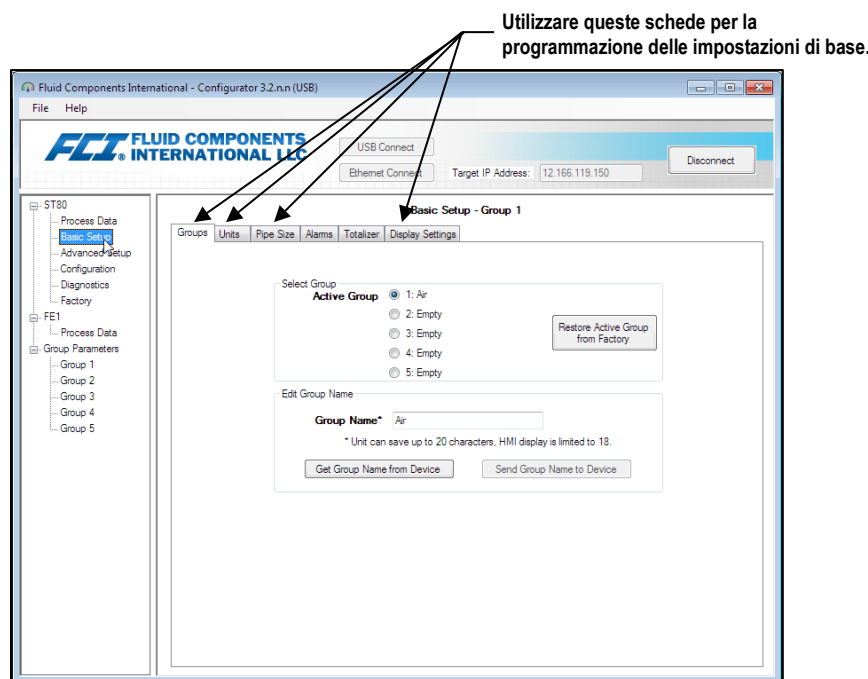 Utilizzare queste schede per la
programmazione delle impostazioni di base.
Fluid Components International - Configurator 3.2.n.n (USB)
File Help
FCI® FLUID COMPONENTS
INTERNATIONAL LLC
USB Connect
Ethernet Connect Target IP Address: 12.166.119.150
Disconnect
ST80
Process Data
Basic Setup
Advanced Setup
Configuration
Diagnostics
Factory
FE1
Process Data
Group Parameters
Group 1
Group 2
Group 3
Group 4
Group 5
Basic Setup - Group 1
Groups Units Pipe Size Alarms Totalizer Display Settings
Select Group
Active Group 1: Air
2: Empty
3: Empty
4: Empty
5: Empty
Restore Active Group
from Factory
Edit Group Name
Group Name* Air
* Unit can save up to 20 characters, HMI display is limited to 18.
Get Group Name from Device Send Group Name to Device